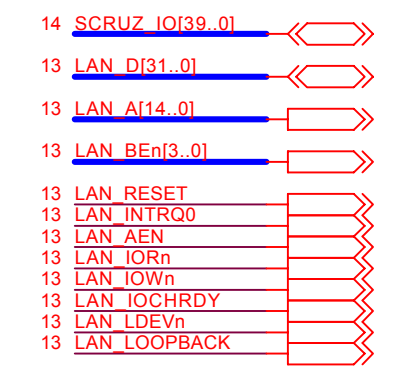 14 SCRUZ_IO[39..0]
13 LAN_D[31..0]
13 LAN_A[14..0]
13 LAN_BEn[3..0]
13 LAN_RESET
13 LAN_INTRQ0
13 LAN_AEN
13 LAN_IORn
13 LAN_IOWn
13 LAN_IOCHRDY
13 LAN_LDEVn
13 LAN_LOOPBACK